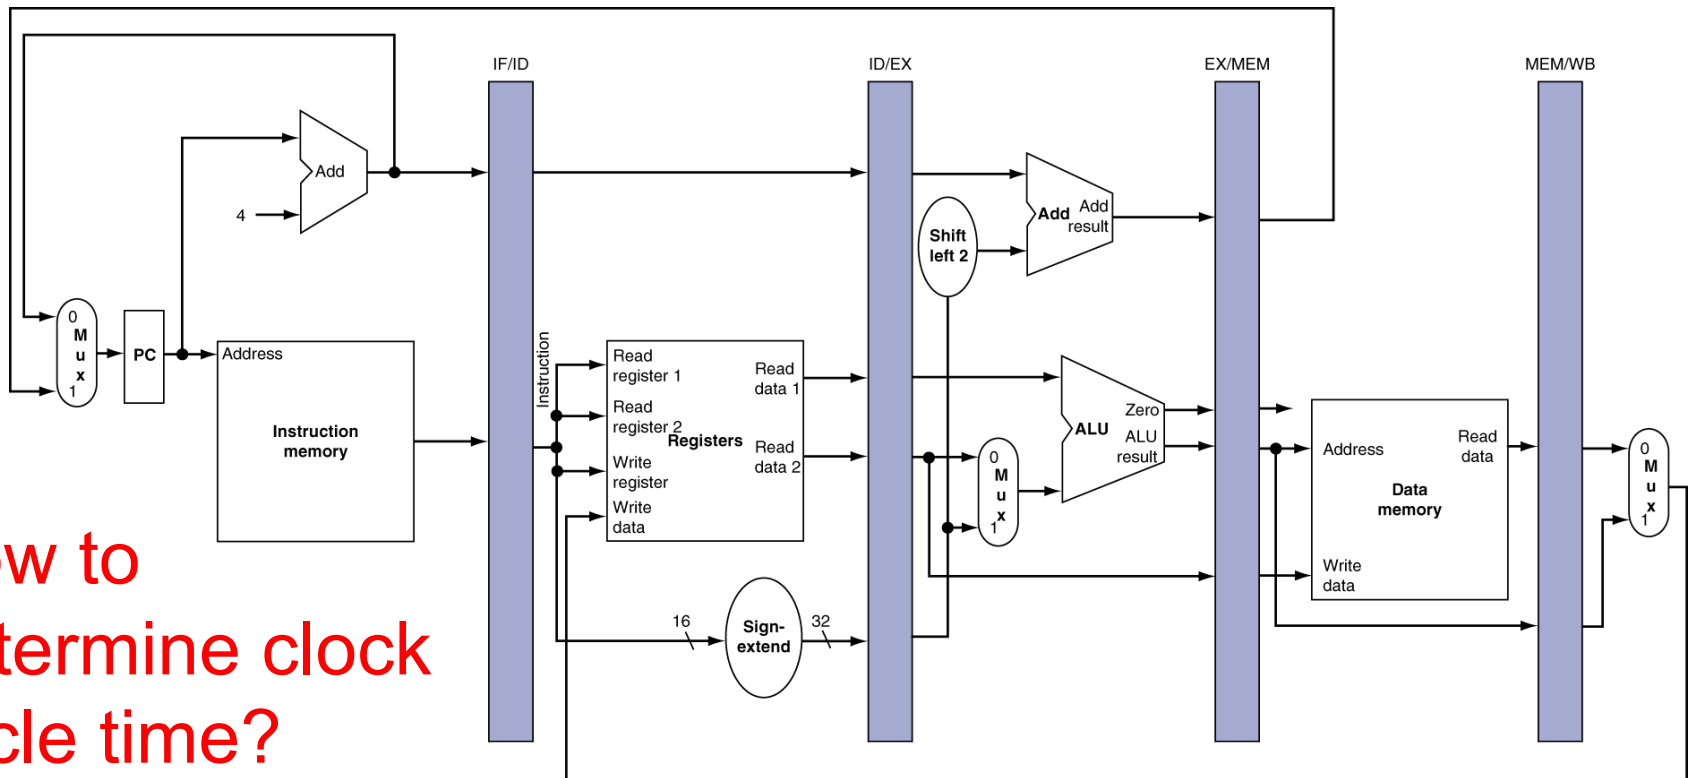 IF/ID
ID/EX
EX/MEM
MEM/WB
Add
4
Shift
left 2
Add
Add
result
0
M
u
x
1
PC
Address
Instruction
memory
Instruction
Read
register 1
Read
register 2
Write
register
Write
data
Registers
Read
data 1
Read
data 2
16
Sign-
extend
32
0
M
u
x
1
ALU
Zero
ALU
result
Address
Data
memory
Write
data
Read
data
0
M
u
x
1
ow to
termine clock
cle time?